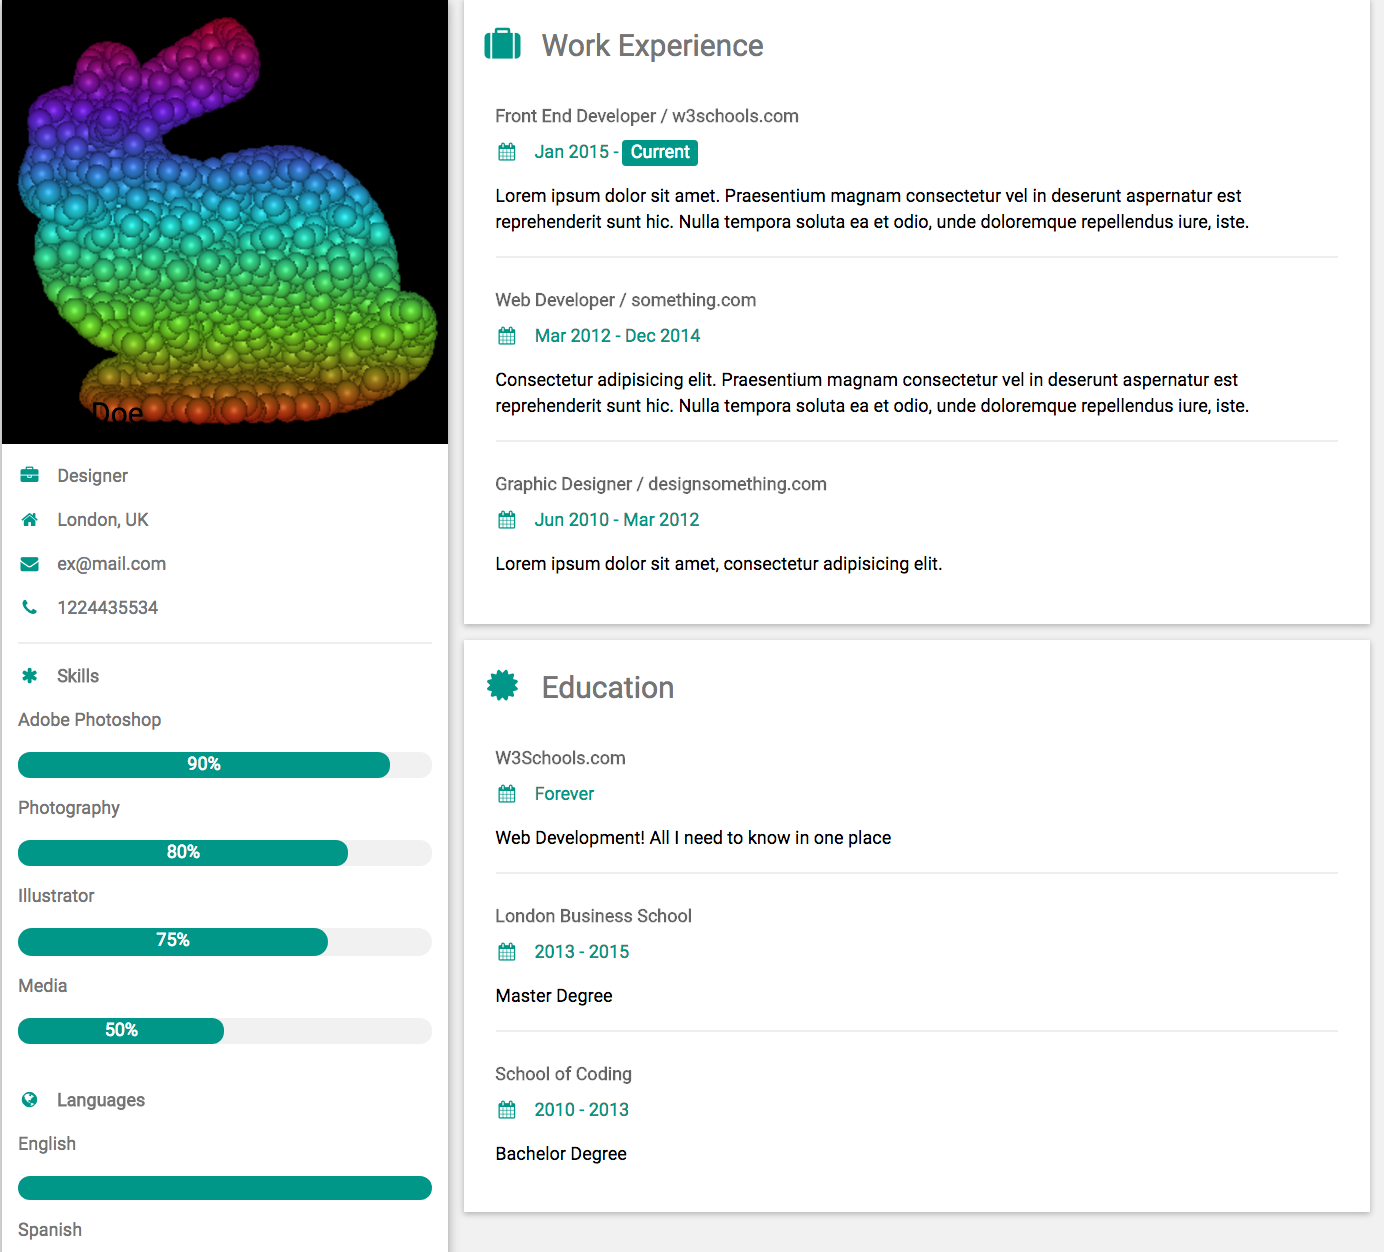 Doe
Designer
London, UK
ex@mail.com
1224435534
Skills
Adobe Photoshop
90%
Photography
80%
Illustrator
75%
Media
50%
Languages
English
Spanish
Work Experience
Front End Developer / w3schools.com
Jan 2015 - Current
Lorem ipsum dolor sit amet. Praesentium magnam consectetur vel in deserunt aspernatur est
reprehenderit sunt hic. Nulla tempora soluta ea et odio, unde doloremque repellendus iure, iste.
Web Developer / something.com
Mar 2012 - Dec 2014
Consectetur adipisicing elit. Praesentium magnam consectetur vel in deserunt aspernatur est
reprehenderit sunt hic. Nulla tempora soluta ea et odio, unde doloremque repellendus iure, iste.
Graphic Designer / designsomething.com
Jun 2010 - Mar 2012
Lorem ipsum dolor sit amet, consectetur adipisicing elit.
Education
W3Schools.com
Forever
Web Development! All I need to know in one place
London Business School
2013 - 2015
Master Degree
School of Coding
2010 - 2013
Bachelor Degree